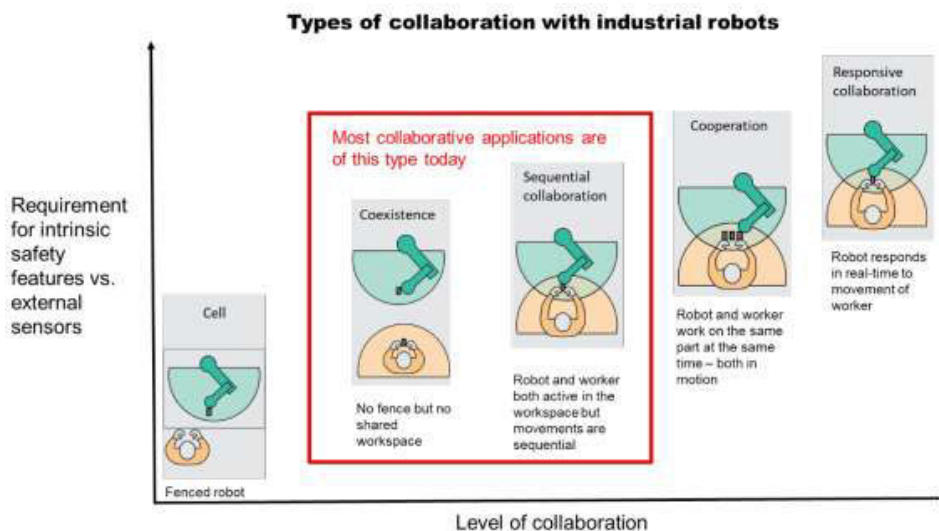 Types of collaboration with industrial robots
Responsive
collaboration
Cooperation
Most collaborative applications are
of this type today
Sequential
collaboration
Coexistence
Requirement
for intrinsic
safety
features vs.
external
sensors
Cell
Robot responds
in real-time to
movement of
worker
Robot and worker
work on the same
part at the same
time – both in
motion
No fence but no
shared
workspace
Robot and worker
both active in the
workspace but
movements are
sequential
Fenced robot
Level of collaboration